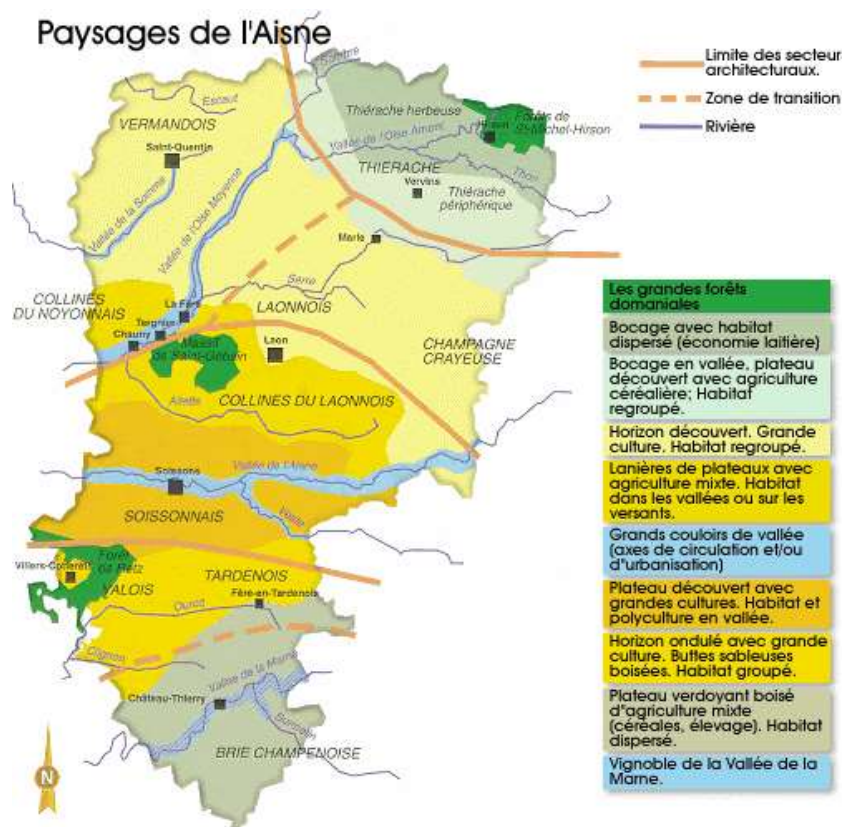 Paysages de l'Aisne
Limite des secteur
architecturaux.
Zone de transition
Rivière
Sambre
Escaut
Thiérache herbeuse
Forêts de
St-Michel-Hirson
Hirson
VERMANDOIS
Vallée de l'Oise Amont
Saint-Quentin
THIERACHE
Thon
Vervins
Thiérache
périphérique
Vallée de la Somme
Vallée de l'Oise Moyenne
Marle
Serre
COLLINES
DU NOYONNAIS
La Fère
LAONNOIS
Tergnier
Chauny
Massif
de Saint-Gobain
Laon
CHAMPAGNE
CRAYEUSE
Ailette
COLLINES DU LAONNOIS
Vallée de l'Aisne
Soissons
SOISSONNAIS
Vesle
Forêt
de Retz
Villers-Cotterêts
VALOIS
TARDENOIS
Fère-en-Tardenois
Ourcq
Clignon
Vallée de la Marne
Château-Thierry
Surmelin
BRIE CHAMPENOISE
N
Les grandes forêts
domaniales
Bocage avec habitat
dispersé (économie laitière)
Bocage en vallée, plateau
découvert avec agriculture
céréalière; Habitat
regroupé.
Horizon découvert. Grande
culture. Habitat regroupé.
Lanières de plateaux avec
agriculture mixte. Habitat
dans les vallées ou sur les
versants.
Grands couloirs de vallée
(axes de circulation et/ou
d"urbanisation)
Plateau découvert avec
grandes cultures. Habitat et
polyculture en vallée.
Horizon ondulé avec grande
culture. Buttes sableuses
boisées. Habitat groupé.
Plateau verdoyant boisé
d"agriculture mixte
(céréales, élevage). Habitat
dispersé.
Vignoble de la Vallée de la
Marne.